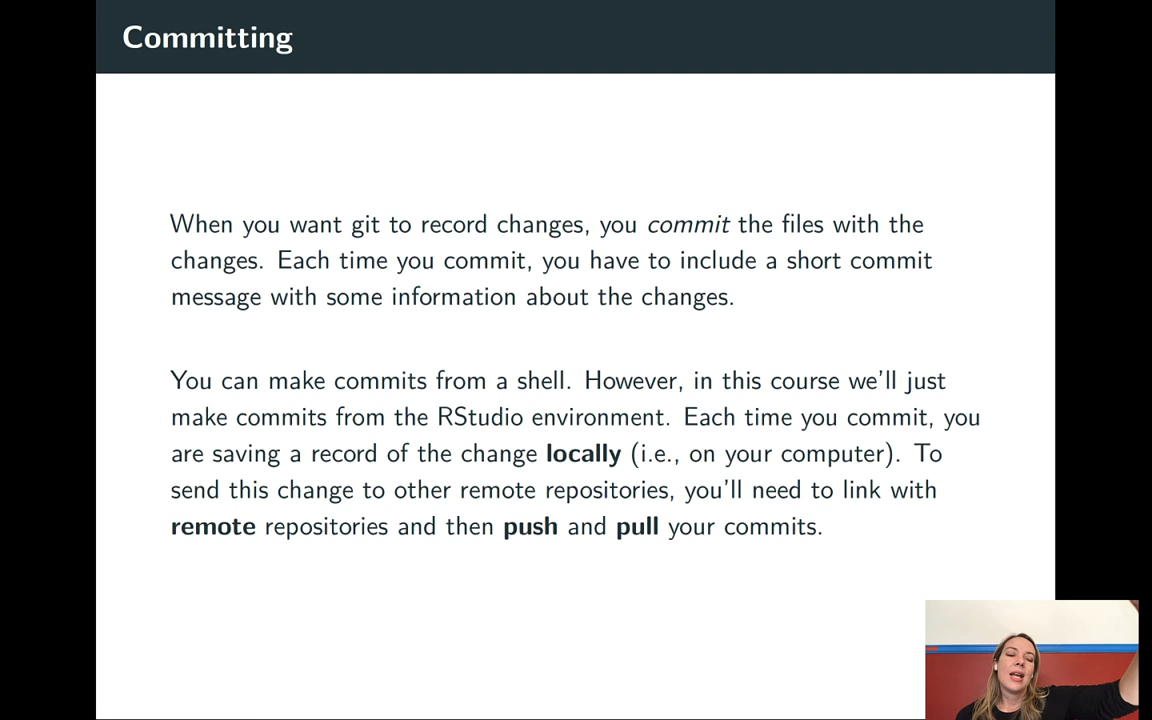 Committing
When you want git to record changes, you commit the files with the
changes. Each time you commit, you have to include a short commit
message with some information about the changes.
You can make commits from a shell. However, in this course we'll just
make commits from the RStudio environment. Each time you commit, you
are saving a record of the change locally (i.e., on your computer). To
send this change to other remote repositories, you'll need to link with
remote repositories and then push and pull your commits.